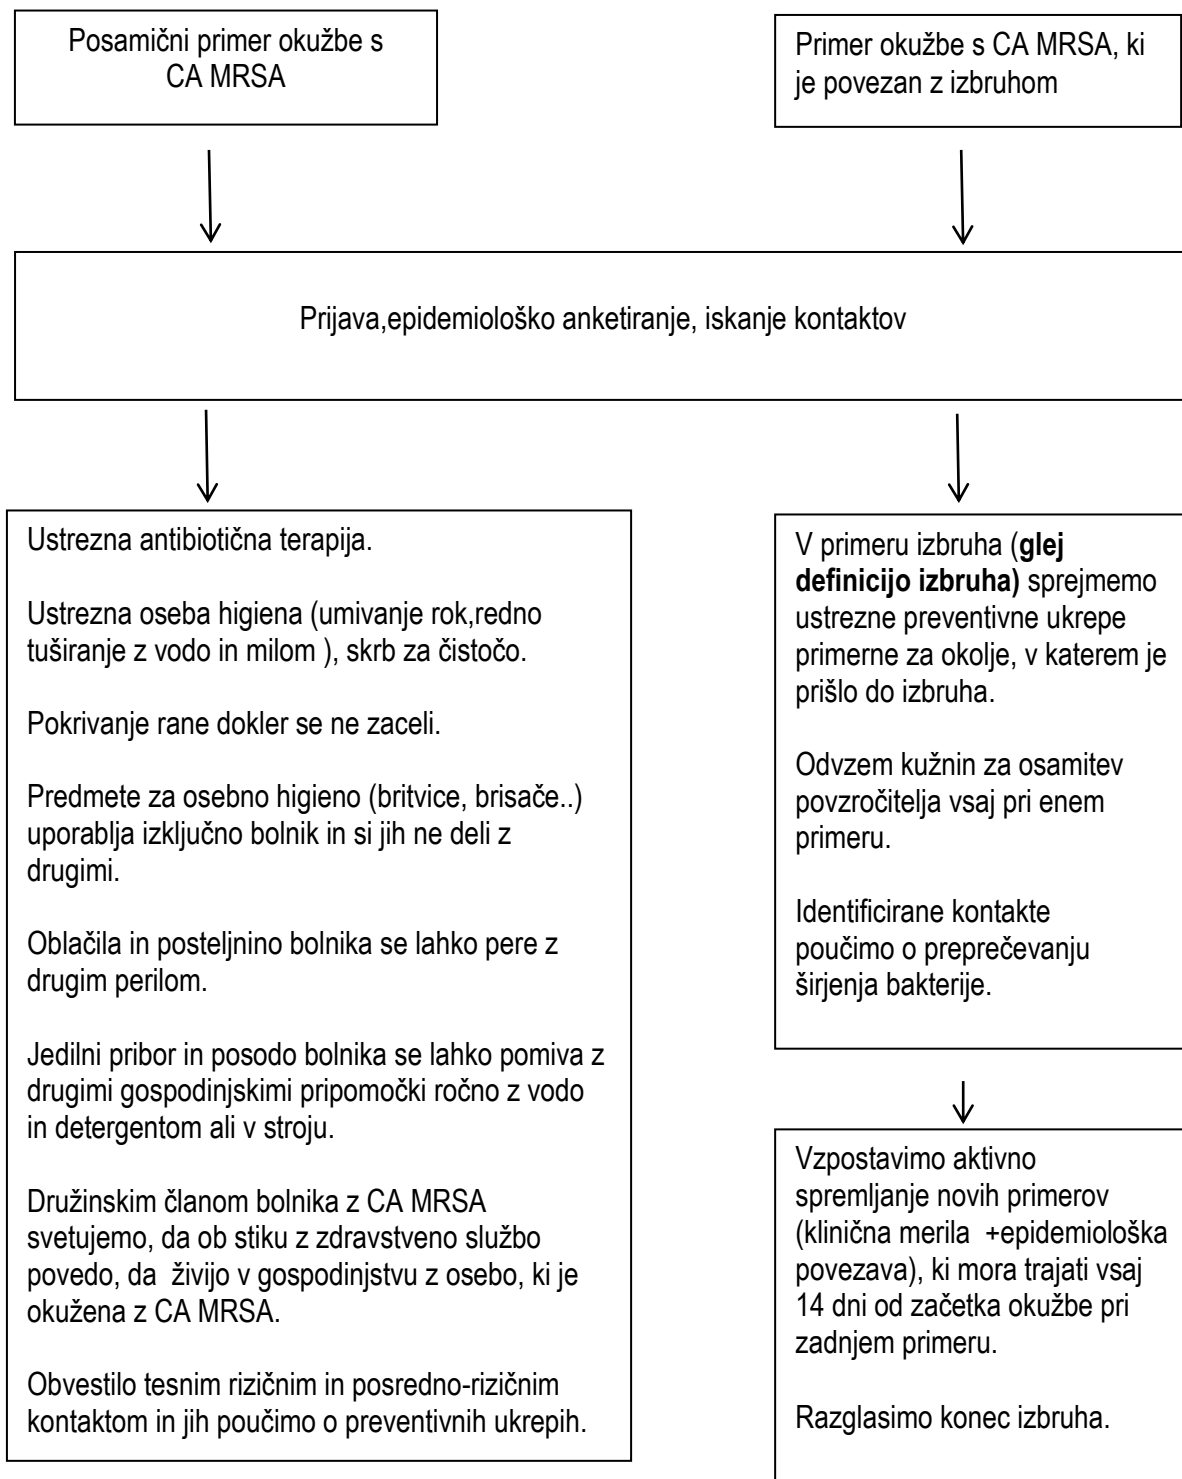 Posamični primer okužbe s
CA MRSA
Primer okužbe s CA MRSA, ki
je povezan z izbruhom
Prijava,epidemiološko anketiranje, iskanje kontaktov
Ustrezna antibiotična terapija.
Ustrezna oseba higiena (umivanje rok,redno
tuširanje z vodo in milom ), skrb za čistočo.
Pokrivanje rane dokler se ne zaceli.
Predmete za osebno higieno (britvice, brisače..)
uporablja izključno bolnik in si jih ne deli z
drugimi.
Oblačila in posteljnino bolnika se lahko pere z
drugim perilom.
Jedilni pribor in posodo bolnika se lahko pomiva z
drugimi gospodinjskimi pripomočki ročno z vodo
in detergentom ali v stroju.
Družinskim članom bolnika z CA MRSA
svetujemo, da ob stiku z zdravstveno službo
povedo, da  živijo v gospodinjstvu z osebo, ki je
okužena z CA MRSA.
Obvestilo tesnim rizičnim in posredno-rizičnim
kontaktom in jih poučimo o preventivnih ukrepih.
V primeru izbruha (glej
definicijo izbruha) sprejmemo
ustrezne preventivne ukrepe
primerne za okolje, v katerem je
prišlo do izbruha.
Odvzem kužnin za osamitev
povzročitelja vsaj pri enem
primeru.
Identificirane kontakte
poučimo o preprečevanju
širjenja bakterije.
Vzpostavimo aktivno
spremljanje novih primerov
(klinična merila  +epidemiološka
povezava), ki mora trajati vsaj
14 dni od začetka okužbe pri
zadnjem primeru.
Razglasimo konec izbruha.